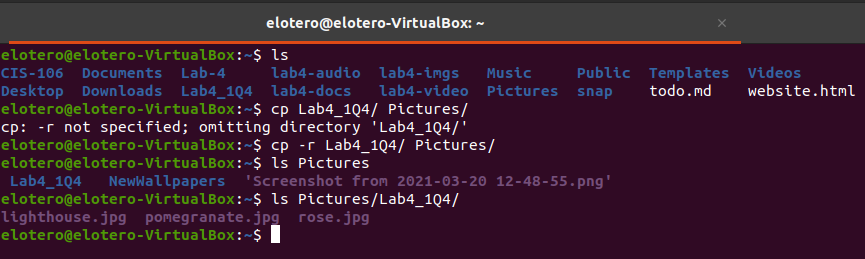 elotero@elotero-VirtualBox: ~ ×
elotero@elotero-VirtualBox:~$ ls
CIS-106 Documents Lab-4 lab4-audio lab4-imgs Music Public Templates Videos
Desktop Downloads Lab4_1Q4 lab4-docs lab4-video Pictures snap todo.md website.html
elotero@elotero-VirtualBox:~$ cp Lab4_1Q4/ Pictures/
cp: -r not specified; omitting directory 'Lab4_1Q4/'
elotero@elotero-VirtualBox:~$ cp -r Lab4_1Q4/ Pictures/
elotero@elotero-VirtualBox:~$ ls Pictures
Lab4_1Q4 NewWallpapers 'Screenshot from 2021-03-20 12-48-55.png'
elotero@elotero-VirtualBox:~$ ls Pictures/Lab4_1Q4/
lighthouse.jpg pomegranate.jpg rose.jpg
elotero@elotero-VirtualBox:~$